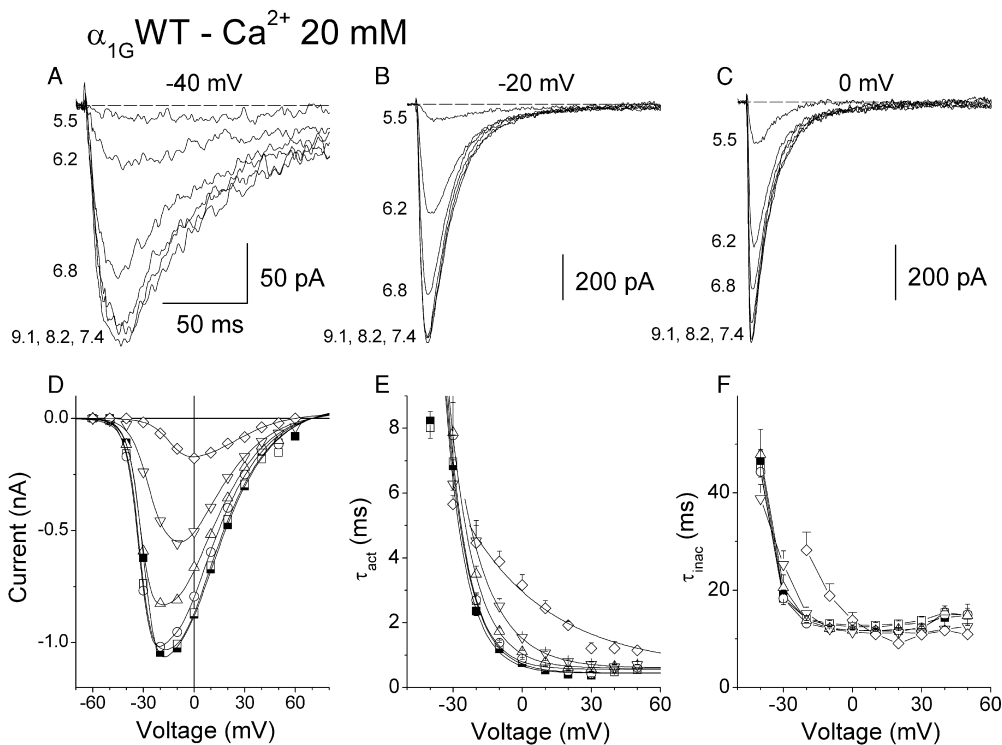 α1GWT - Ca2+ 20 mM
A
-40 mV
5.5
6.2
6.8
9.1, 8.2, 7.4
50 pA
50 ms
B
-20 mV
5.5
6.2
6.8
9.1, 8.2, 7.4
200 pA
C
0 mV
5.5
6.2
6.8
9.1, 8.2, 7.4
200 pA
D
0.0
-0.5
-1.0
Current (nA)
-60 -30 0 30 60
Voltage (mV)
E
8
6
4
2
0
τact (ms)
-30 0 30 60
Voltage (mV)
F
40
20
0
τinac (ms)
-30 0 30 60
Voltage (mV)